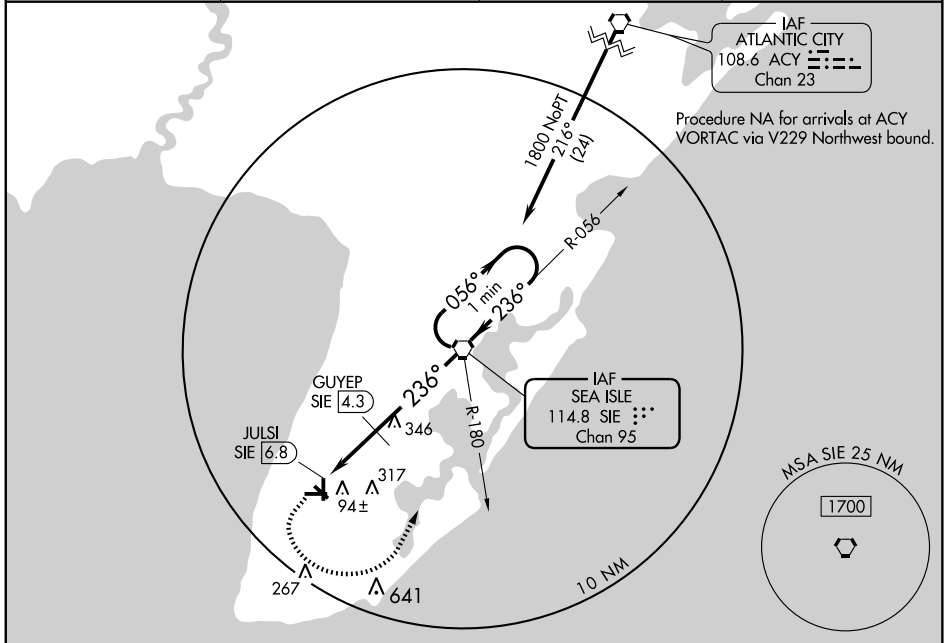 IAF
ATLANTIC CITY
108.6 ACY
Chan 23
Procedure NA for arrivals at ACY
VORTAC via V229 Northwest bound.
1800 NoPT
216°
(24)
R-056
056°
1 min
236°
236°
GUYEP
SIE 4.3
346
JULSI
SIE 6.8
R-180
IAF
SEA ISLE
114.8 SIE
Chan 95
317
94±
267
641
10 NM
MSA SIE 25 NM
1700